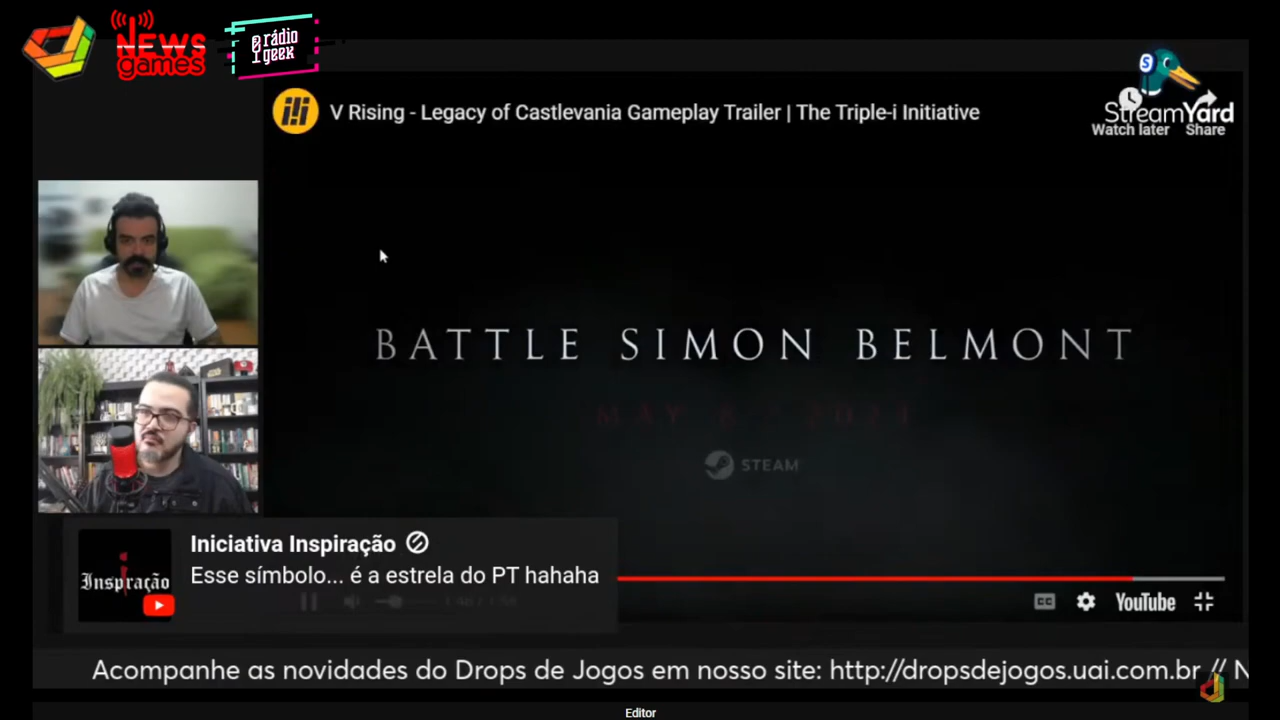 NEWS
games
rádio
geek
V Rising - Legacy of Castlevania Gameplay Trailer | The Triple-i Initiative
S
StreamYard
Watch later Share
BATTLE SIMON BELMONT
MAY
STEAM
Iniciativa Inspiração
Esse símbolo... é a estrela do PT hahaha
Inspiração
CC
YouTube
Acompanhe as novidades do Drops de Jogos em nosso site: http://dropsdejogos.uai.com.br // N
Editor